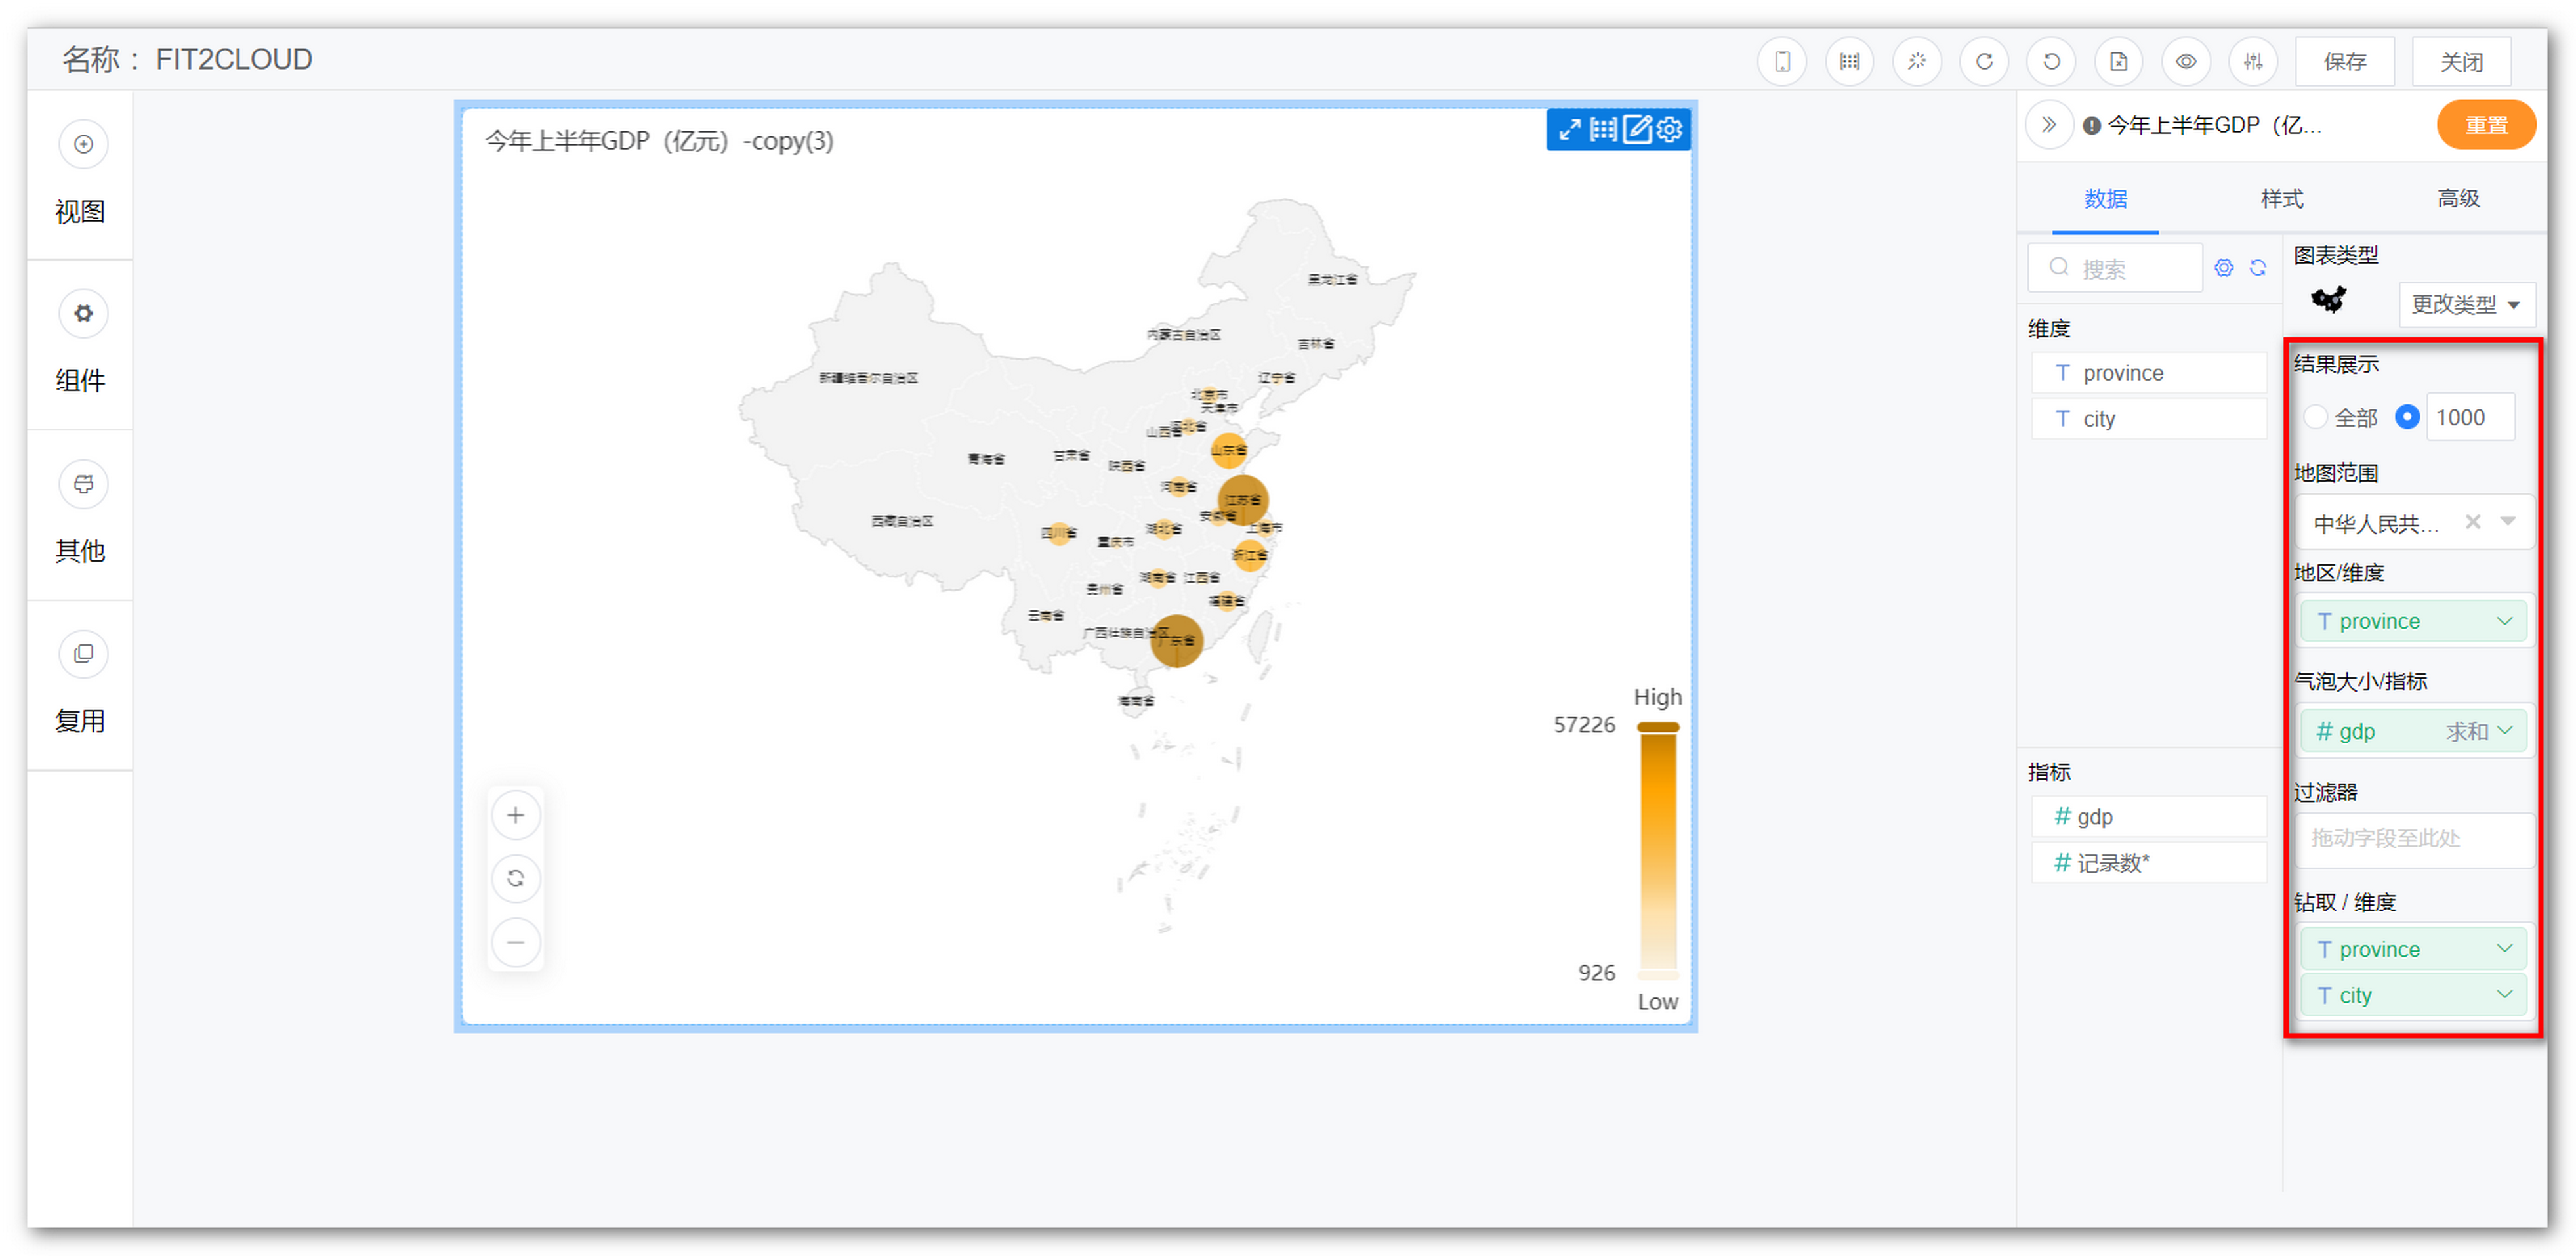 名称： FIT2CLOUD
保存
关闭
视图
组件
其他
复用
今年上半年GDP（亿元）-copy(3)
黑龙江省
内蒙古自治区
吉林省
新疆维吾尔自治区
辽宁省
北京市
天津市
山西省
河北省
山东省
青海省
甘肃省
陕西省
河南省
江苏省
西藏自治区
安徽省
上海市
四川省
湖北省
重庆市
浙江省
湖南省
江西省
贵州省
福建省
云南省
广西壮族自治区
广东省
海南省
High
57226
926
Low
今年上半年GDP（亿...
重置
数据
样式
高级
搜索
维度
T province
T city
指标
# gdp
# 记录数*
图表类型
更改类型
结果展示
全部
1000
地图范围
中华人民共...
地区/维度
T province
气泡大小/指标
# gdp 求和
过滤器
拖动字段至此处
钻取 / 维度
T province
T city